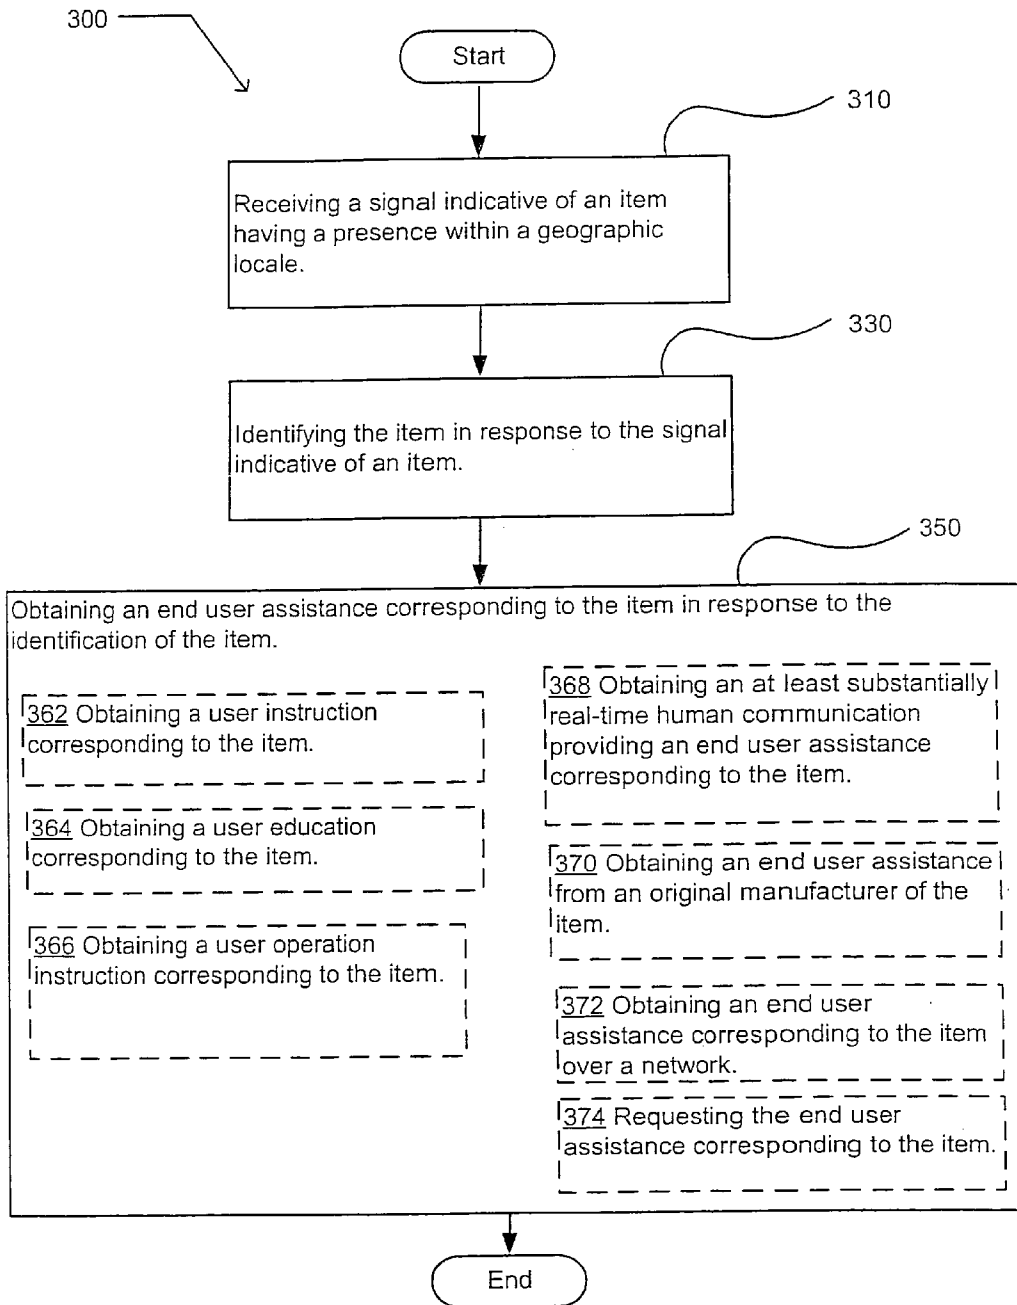 300
Start
310
Receiving a signal indicative of an item
having a presence within a geographic
locale.
330
Identifying the item in response to the signal
indicative of an item.
350
Obtaining an end user assistance corresponding to the item in response to the
identification of the item.
362 Obtaining a user instruction
corresponding to the item.
364 Obtaining a user education
corresponding to the item.
366 Obtaining a user operation
instruction corresponding to the item.
368 Obtaining an at least substantially
real-time human communication
providing an end user assistance
corresponding to the item.
370 Obtaining an end user assistance
from an original manufacturer of the
item.
372 Obtaining an end user
assistance corresponding to the item
over a network.
374 Requesting the end user
assistance corresponding to the item.
End